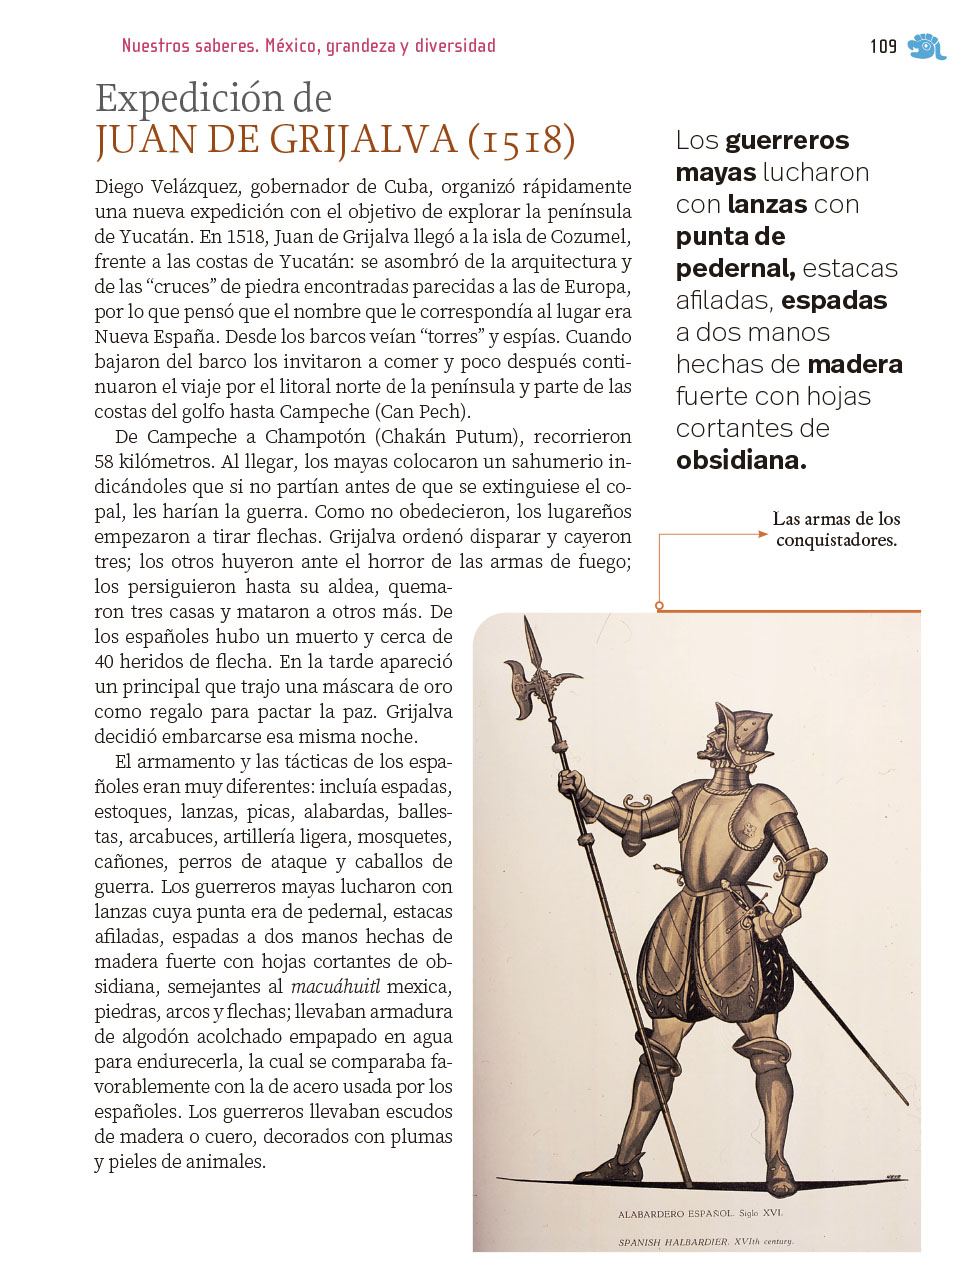 Nuestros saberes. México, grandeza y diversidad
109
Expedición de
JUAN DE GRIJALVA (1518)
Diego Velázquez, gobernador de Cuba, organizó rápidamente
una nueva expedición con el objetivo de explorar la península
de Yucatán. En 1518, Juan de Grijalva llegó a la isla de Cozumel,
frente a las costas de Yucatán: se asombró de la arquitectura y
de las “cruces” de piedra encontradas parecidas a las de Europa,
por lo que pensó que el nombre que le correspondía al lugar era
Nueva España. Desde los barcos veían “torres” y espías. Cuando
bajaron del barco los invitaron a comer y poco después conti-
nuaron el viaje por el litoral norte de la península y parte de las
costas del golfo hasta Campeche (Can Pech).
De Campeche a Champotón (Chakán Putum), recorrieron
58 kilómetros. Al llegar, los mayas colocaron un sahumerio in-
dicándoles que si no partían antes de que se extinguiese el co-
pal, les harían la guerra. Como no obedecieron, los lugareños
empezaron a tirar flechas. Grijalva ordenó disparar y cayeron
tres; los otros huyeron ante el horror de las armas de fuego;
los persiguieron hasta su aldea, quema-
ron tres casas y mataron a otros más. De
los españoles hubo un muerto y cerca de
40 heridos de flecha. En la tarde apareció
un principal que trajo una máscara de oro
como regalo para pactar la paz. Grijalva
decidió embarcarse esa misma noche.
El armamento y las tácticas de los espa-
ñoles eran muy diferentes: incluía espadas,
estoques, lanzas, picas, alabardas, balles-
tas, arcabuces, artillería ligera, mosquetes,
cañones, perros de ataque y caballos de
guerra. Los guerreros mayas lucharon con
lanzas cuya punta era de pedernal, estacas
afiladas, espadas a dos manos hechas de
madera fuerte con hojas cortantes de ob-
sidiana, semejantes al macuáhuitl mexica,
piedras, arcos y flechas; llevaban armadura
de algodón acolchado empapado en agua
para endurecerla, la cual se comparaba fa-
vorablemente con la de acero usada por los
españoles. Los guerreros llevaban escudos
de madera o cuero, decorados con plumas
y pieles de animales.
Los guerreros
mayas lucharon
con lanzas con
punta de
pedernal, estacas
afiladas, espadas
a dos manos
hechas de madera
fuerte con hojas
cortantes de
obsidiana.
Las armas de los
conquistadores.
ALABARDERO ESPAÑOL. Siglo XVI.
SPANISH HALBARDIER. XVIth century.